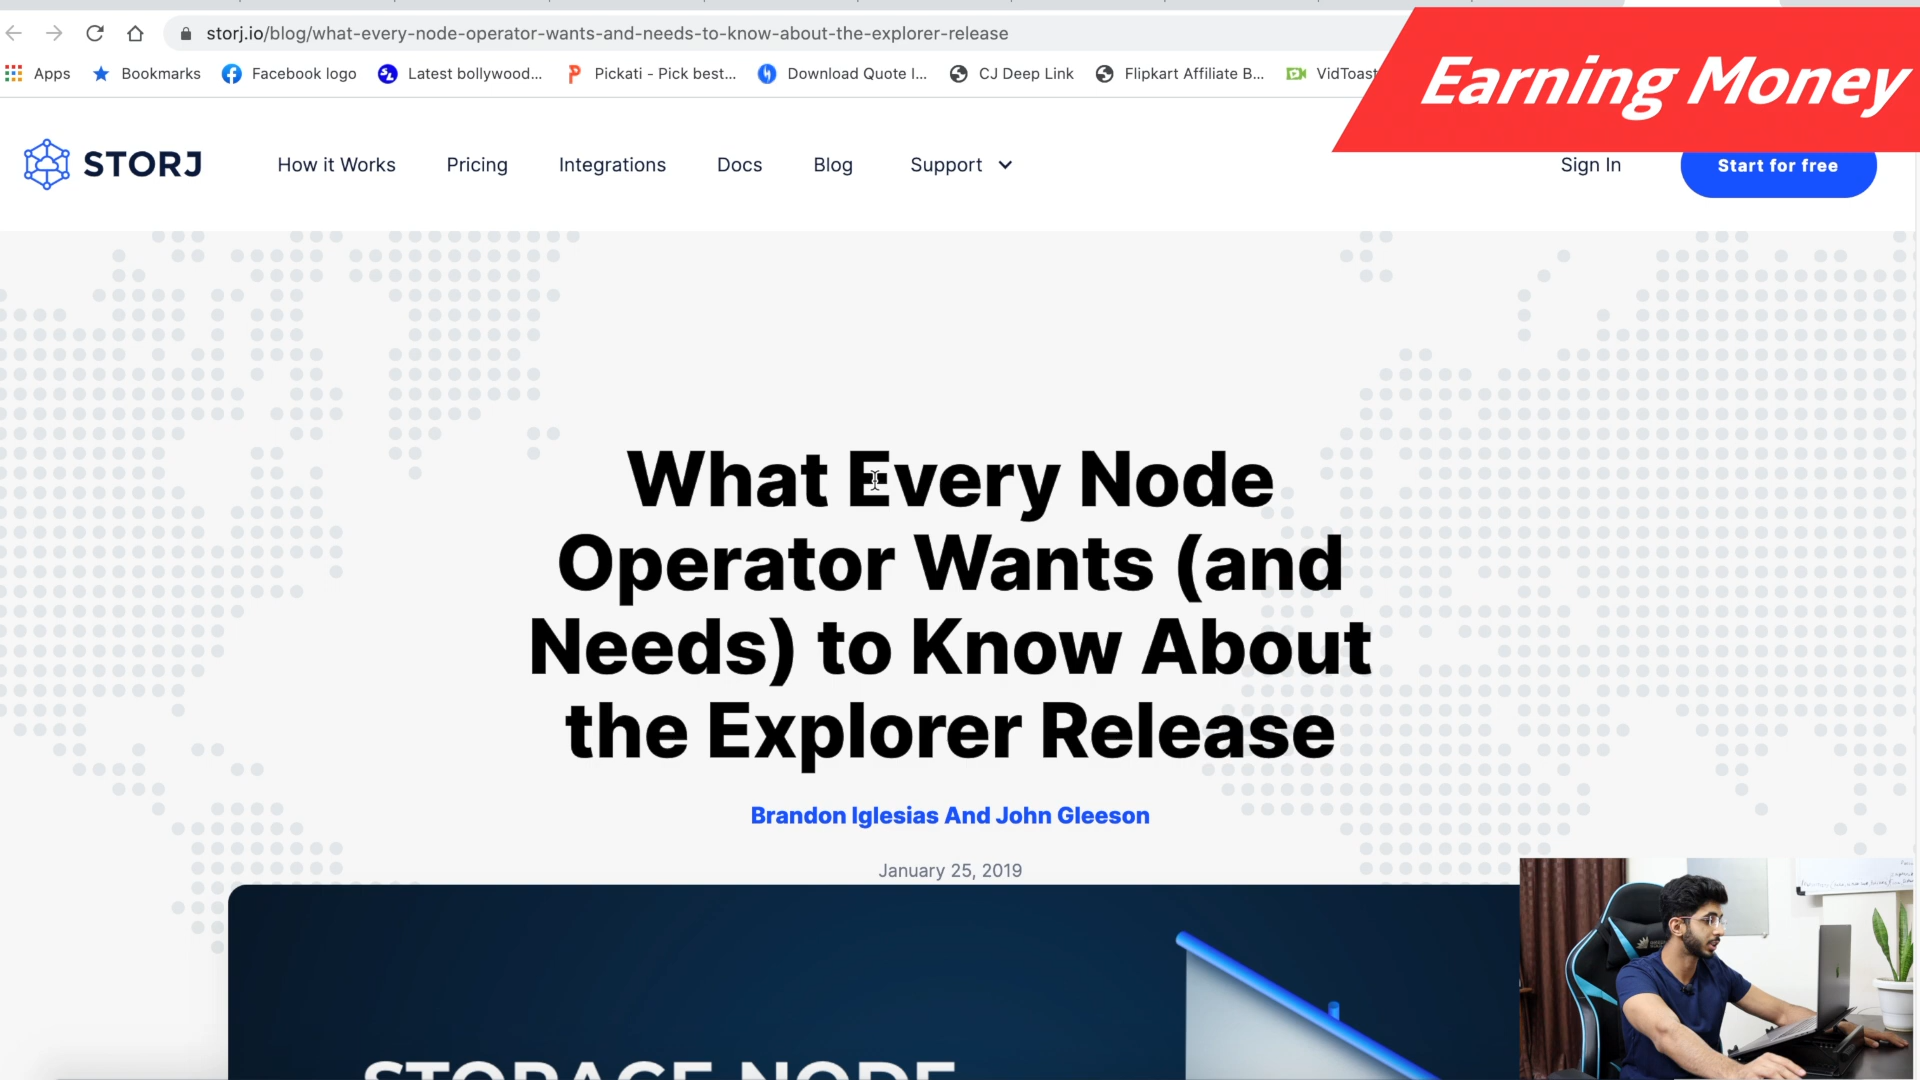 storj.io/blog/what-every-node-operator-wants-and-needs-to-know-about-the-explorer-release
Earning Money
Apps Bookmarks Facebook logo Latest bollywood... Pickati - Pick best... Download Quote I... CJ Deep Link Flipkart Affiliate B... VidToast
STORJ How it Works Pricing Integrations Docs Blog Support Sign In Start for free
What Every Node
Operator Wants (and
Needs) to Know About
the Explorer Release
Brandon Iglesias And John Gleeson
January 25, 2019
STORAGE NODE